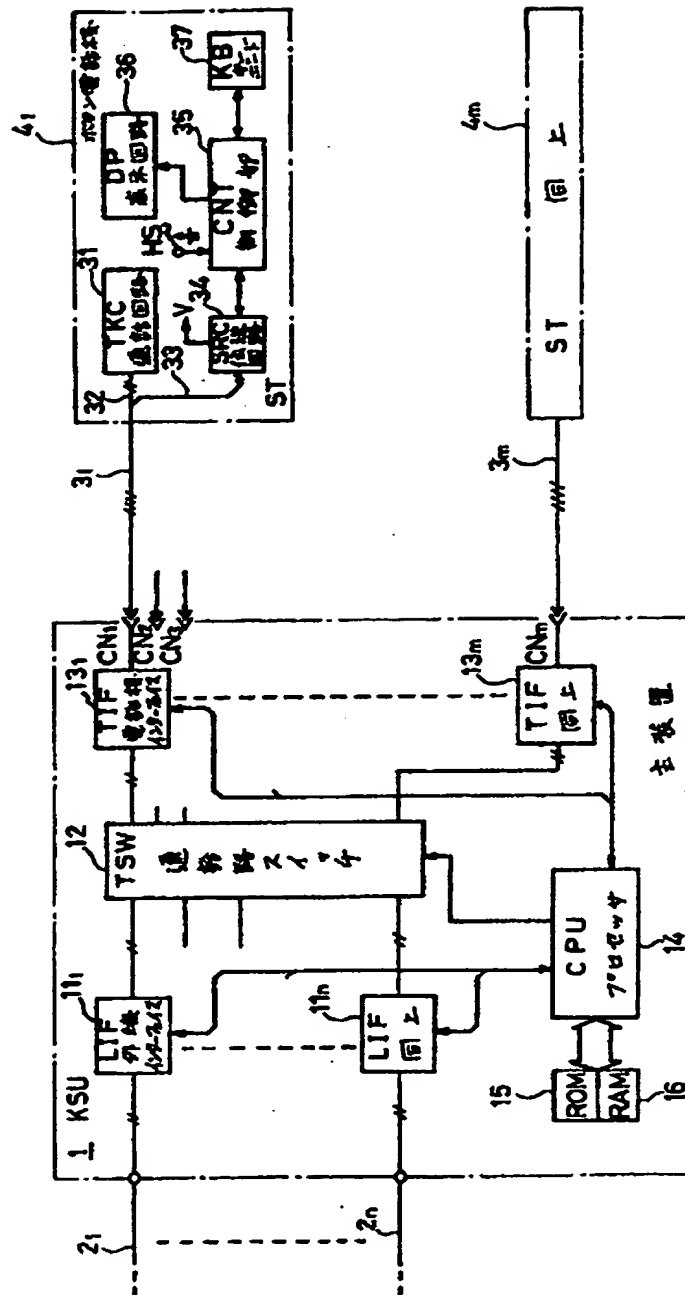 1 KSU
主装置
2₁
2n
11₁
LIF
外線
インターフェイス
11n
LIF
同上
12
TSW
通話路スイッチ
13₁
TIF
電話機
インターフェイス
13m
TIF
同上
CN₁
CN₂
CN₃
CNm
14
CPU
プロセッサ
15
ROM
RAM
16
3₁
3m
4₁
ボタン電話機
ST
31
TKC
通話回路
32
33
34
SRC
伝送
回路
V
HS
35
CNT
制御部
36
DP
表示回路
37
KB
キーボード
4m
ST 同上